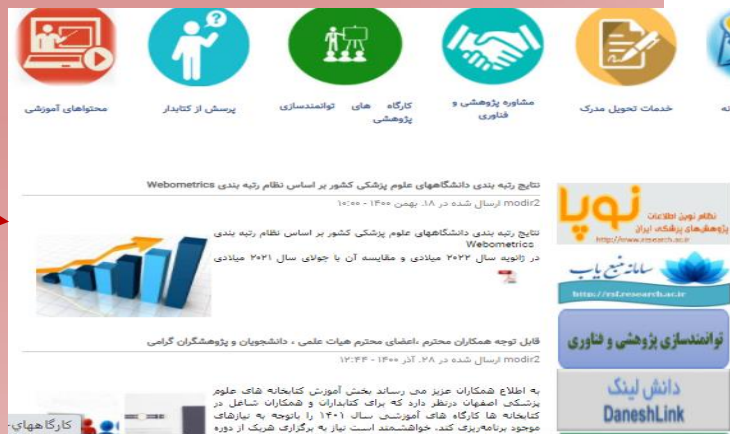 محتواهای آموزشی
پرسش از کتابدار
کارگاه های توانمندسازی
پژوهشی
مشاوره پژوهشی و
فناوری
خدمات تحویل مدرک
نتایج رتبه بندی دانشگاههای علوم پزشکی کشور بر اساس نظام رتبه بندی Webometrics
modir2 ارسال شده در ۱۸. بهمن ۱۴۰۰ - ۱۰:۰۰
نتایج رتبه بندی دانشگاههای علوم پزشکی کشور بر اساس نظام رتبه بندی
Webometrics
در ژانویه سال ۲۰۲۲ میلادی و مقایسه آن با جولای سال ۲۰۲۱ میلادی
قابل توجه همکاران محترم ،اعضای محترم هیات علمی ، دانشجویان و پژوهشگران گرامی
modir2 ارسال شده در ۲۸. آذر ۱۴۰۰ - ۱۲:۴۴
به اطلاع همکاران عزیز می رساند بخش آموزش کتابخانه های علوم
پزشکی اصفهان درنظر دارد که برای کتابداران و همکاران شاغل در
کتابخانه ها کارگاه های آموزشی سال ۱۴۰۱ را باتوجه به نیازهای
موجود برنامه‌ریزی کند، خواهشمند است نیاز به برگزاری هریک از دوره
کارگاههای-
نوپا
نظام نوین اطلاعات
پژوهش‌های پزشکی ایران
http://www.research.ac.ir
سامانه منبع یاب
http://rsf.research.ac.ir
توانمندسازی پژوهشی و فناوری
دانش لینک
DaneshLink